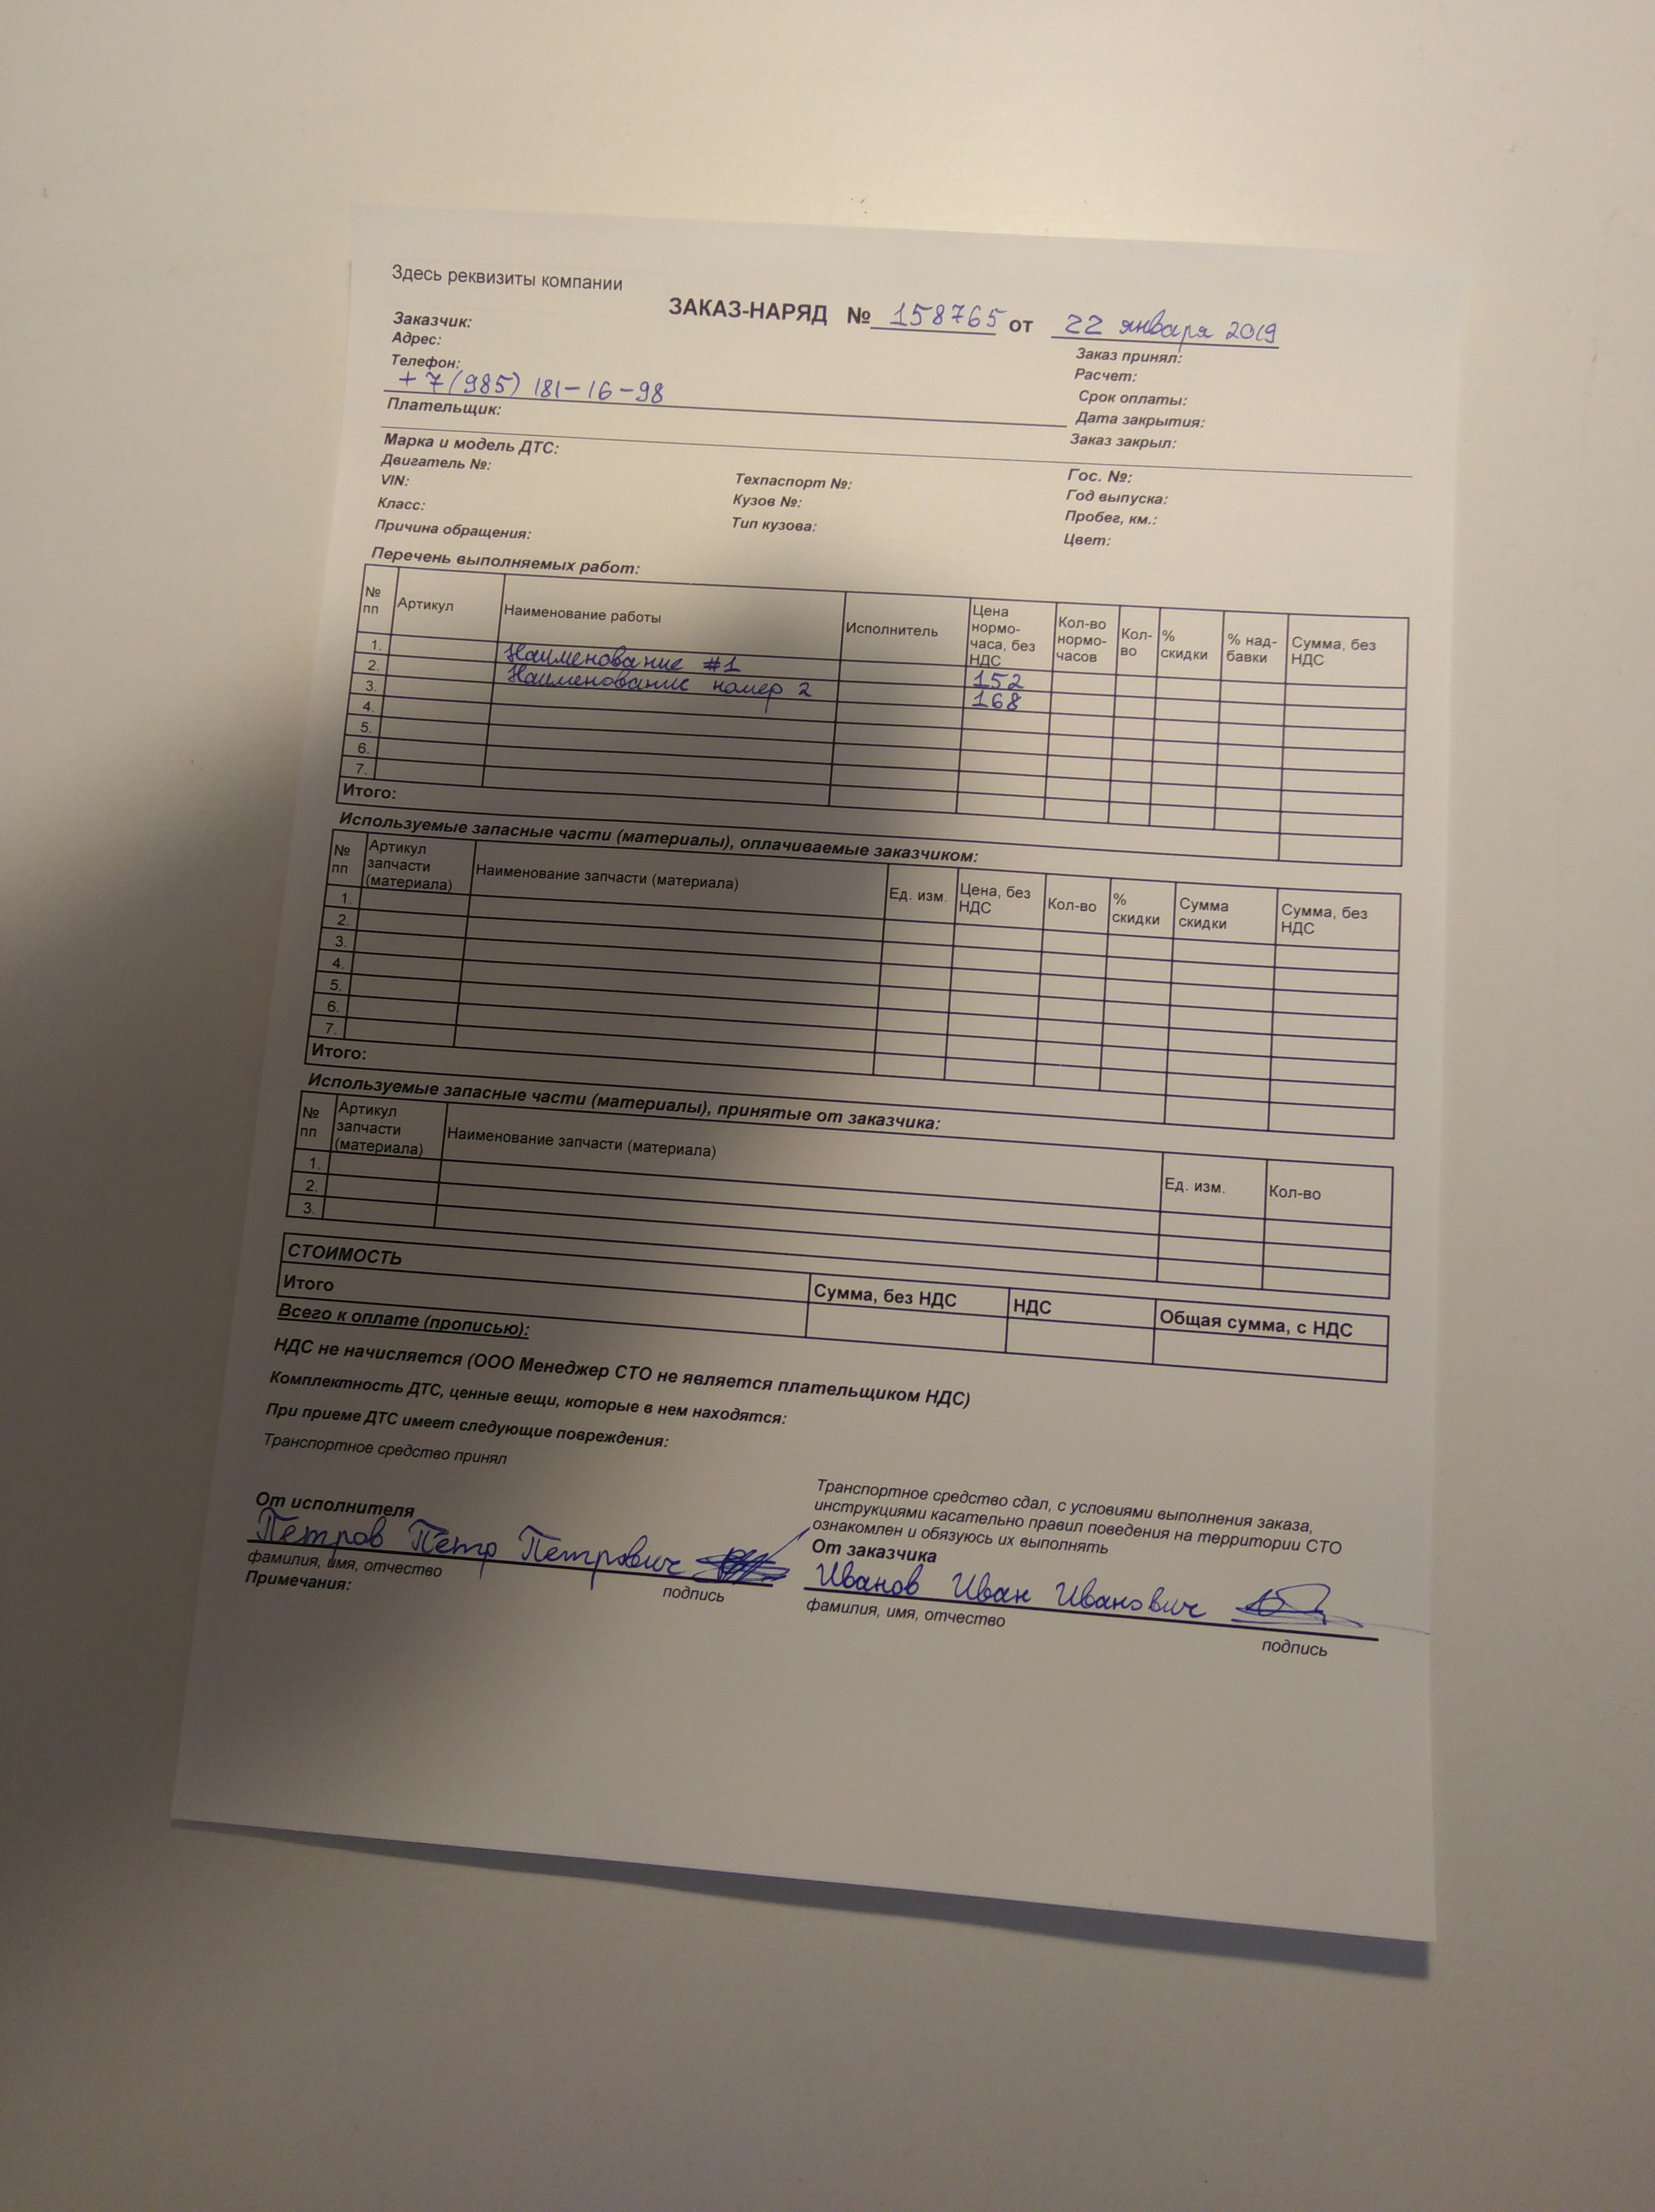 Здесь реквизиты компании
ЗАКАЗ-НАРЯД № 158765 от 22 января 2019
Заказчик:
Адрес:
Телефон:
+7(985) 181-16-98
Плательщик:
Заказ принял:
Расчет:
Срок оплаты:
Дата закрытия:
Заказ закрыл:
Марка и модель ДТС:
Двигатель №:
VIN:
Класс:
Причина обращения:
Техпаспорт №:
Кузов №:
Тип кузова:
Гос. №:
Год выпуска:
Пробег, км.:
Цвет:
Перечень выполняемых работ:
№ пп Артикул Наименование работы Исполнитель Цена нормо-часа, без НДС Кол-во нормо-часов Кол-во % скидки % над-бавки Сумма, без НДС
1. Наименование #1 152
2. Наименование номер 2 168
3.
4.
5.
6.
7.
Итого:
Используемые запасные части (материалы), оплачиваемые заказчиком:
№ пп Артикул запчасти (материала) Наименование запчасти (материала) Ед. изм. Цена, без НДС Кол-во % скидки Сумма скидки Сумма, без НДС
1.
2.
3.
4.
5.
6.
7.
Итого:
Используемые запасные части (материалы), принятые от заказчика:
№ пп Артикул запчасти (материала) Наименование запчасти (материала) Ед. изм. Кол-во
1.
2.
3.
СТОИМОСТЬ Сумма, без НДС НДС Общая сумма, с НДС
Итого
Всего к оплате (прописью):
НДС не начисляется (ООО Менеджер СТО не является плательщиком НДС)
Комплектность ДТС, ценные вещи, которые в нем находятся:
При приеме ДТС имеет следующие повреждения:
Транспортное средство принял
От исполнителя
Петров Пётр Петрович
фамилия, имя, отчество подпись
Примечания:
Транспортное средство сдал, с условиями выполнения заказа,
инструкциями касательно правил поведения на территории СТО
ознакомлен и обязуюсь их выполнять
От заказчика
Иванов Иван Иванович
фамилия, имя, отчество подпись